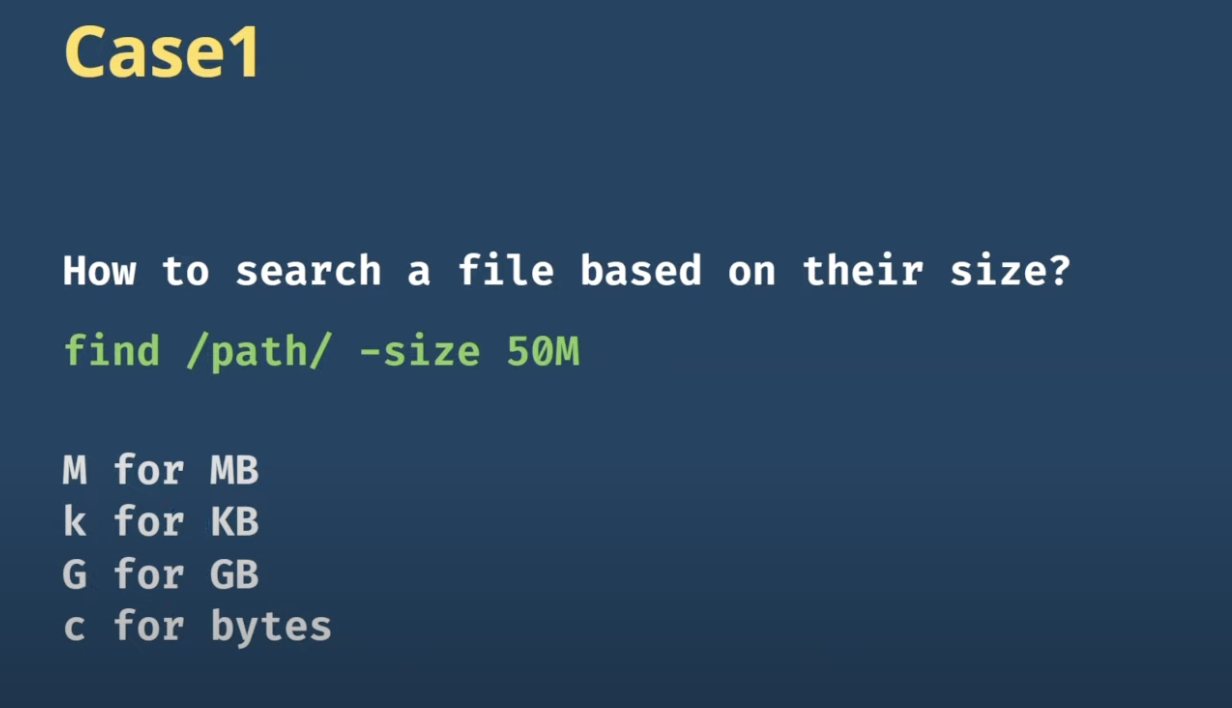 Case1
How to search a file based on their size?
find /path/ -size 50M
M for MB
k for KB
G for GB
c for bytes